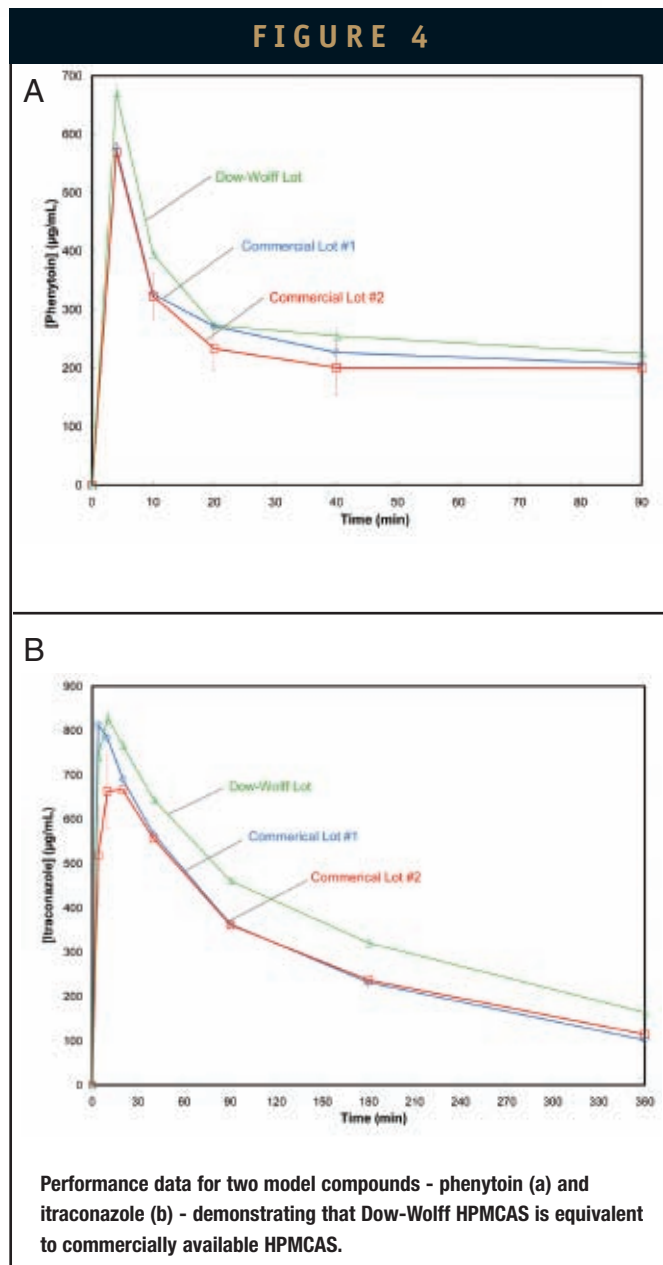 FIGURE 4
A
700
600
500
400
300
200
100
0
[Phenytoin] (µg/mL)
Dow-Wolff Lot
Commercial Lot #1
Commercial Lot #2
0 10 20 30 40 50 60 70 80 90
Time (min)
B
900
800
700
600
500
400
300
200
100
0
[Itraconazole] (µg/mL)
Dow-Wolff Lot
Commerical Lot #1
Commerical Lot #2
0 30 60 90 120 150 180 210 240 270 300 330 360
Time (min)
Performance data for two model compounds - phenytoin (a) and
itraconazole (b) - demonstrating that Dow-Wolff HPMCAS is equivalent
to commercially available HPMCAS.